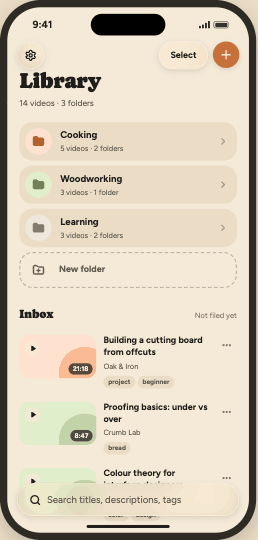 9:41
Select
Library
14 videos · 3 folders
Cooking
5 videos · 2 folders
Woodworking
3 videos · 1 folder
Learning
3 videos · 2 folders
New folder
Inbox
Not filed yet
Building a cutting board
from offcuts
Oak & Iron
project beginner
21:18
Proofing basics: under vs
over
Crumb Lab
bread
8:47
Colour theory for
Search titles, descriptions, tags